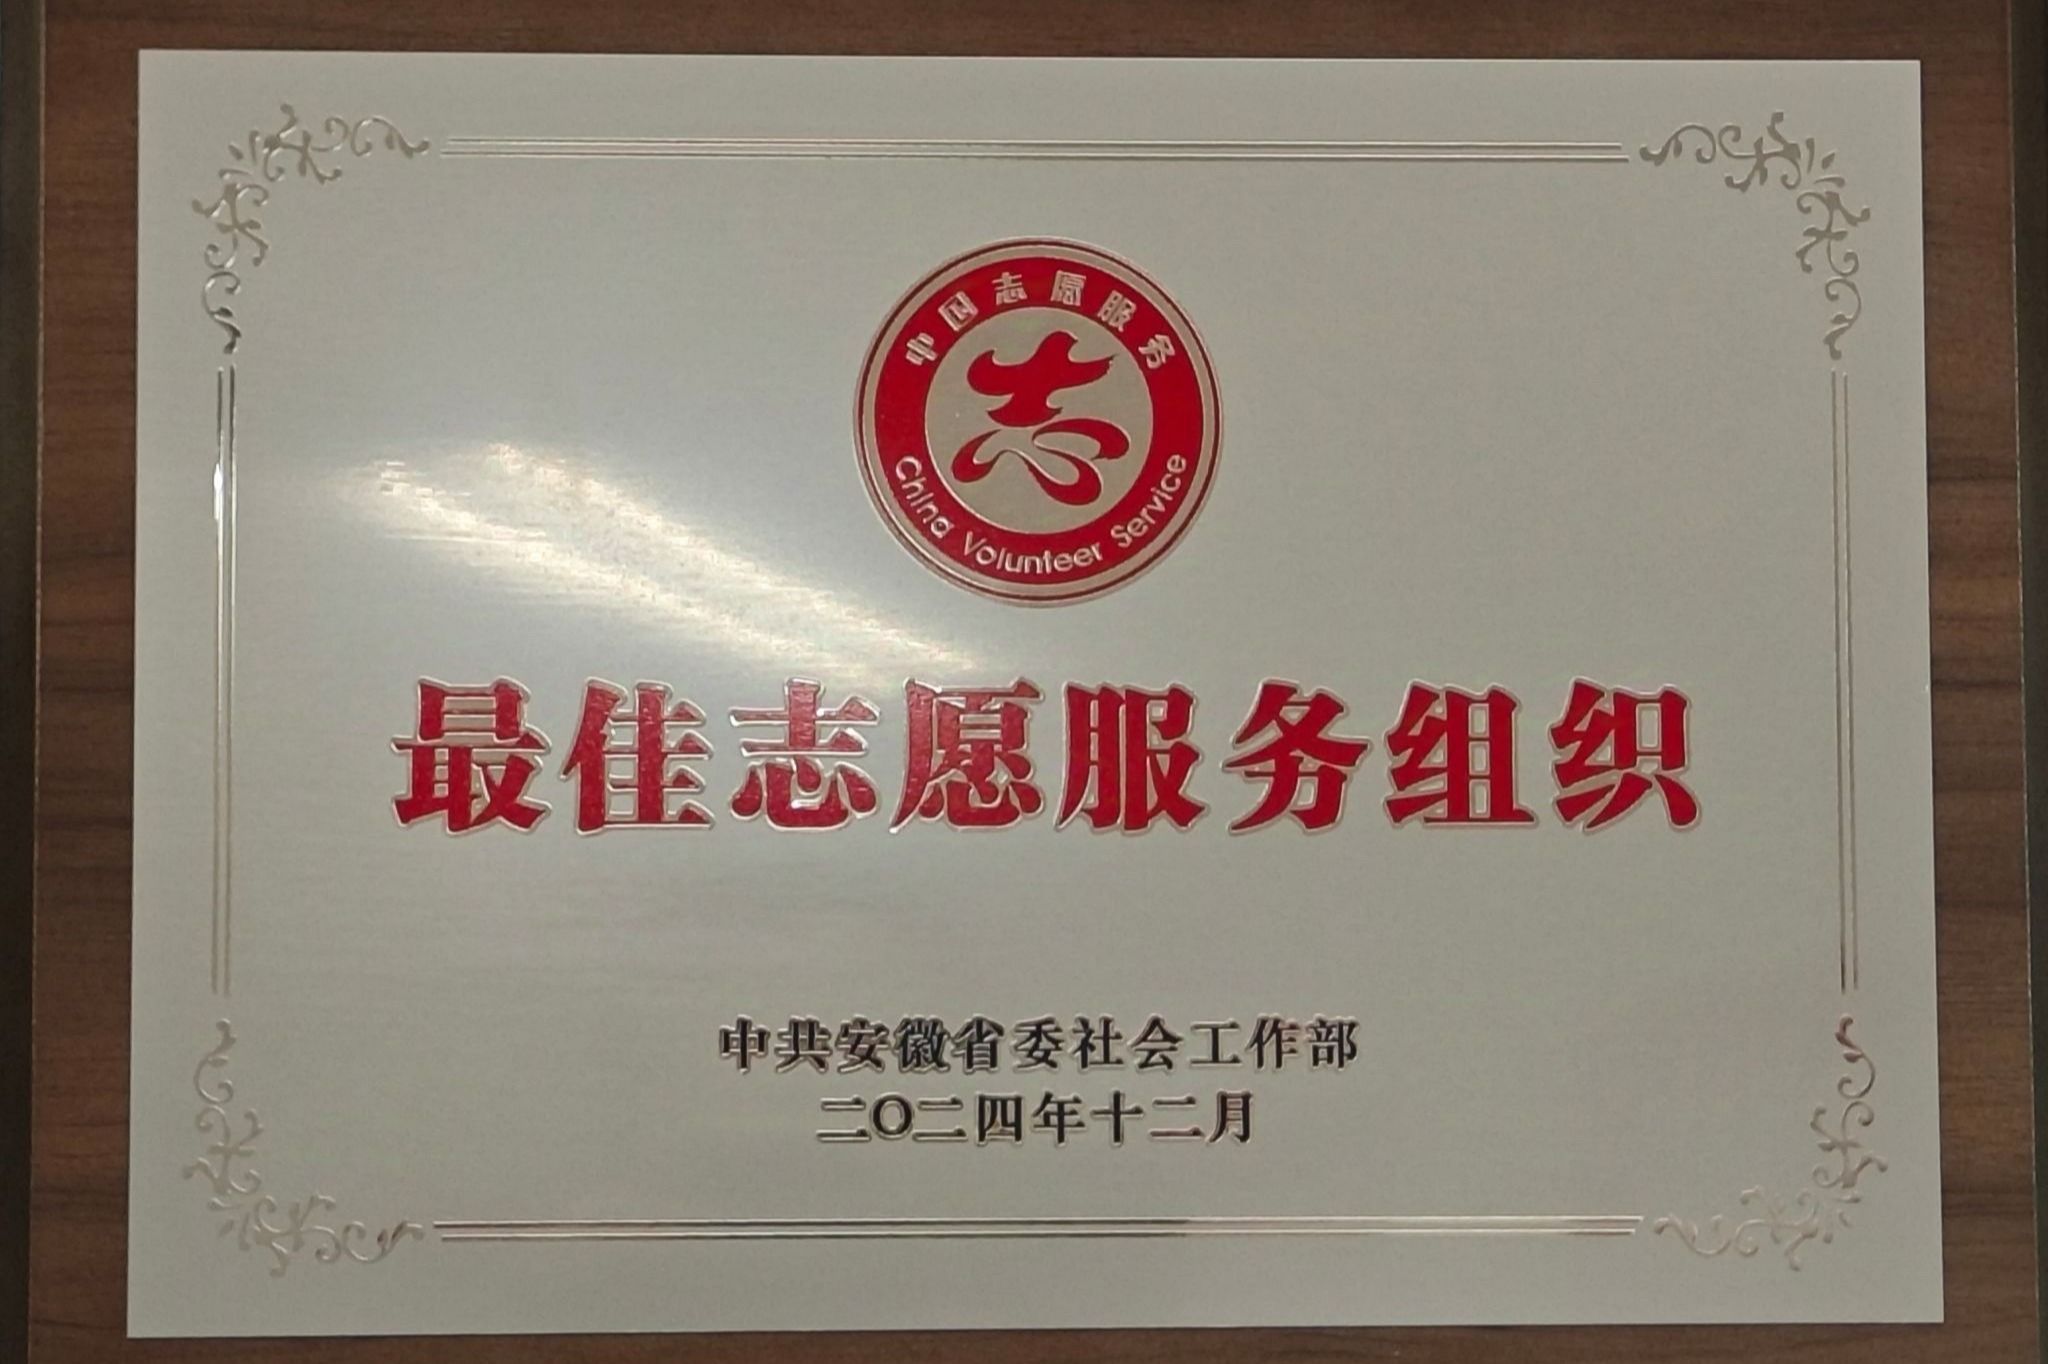 中国志愿服务
志
China Volunteer Service
最佳志愿服务组织
中共安徽省委社会工作部
二〇二四年十二月